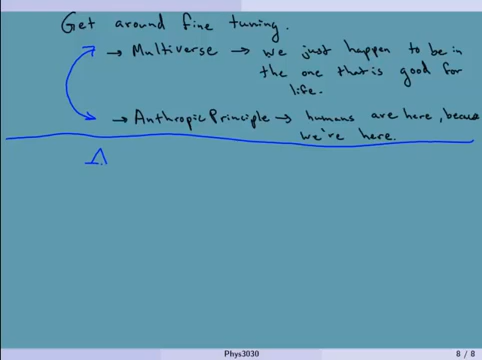 Get around fine tuning.
→ Multiverse → we just happen to be in
the one that is good for
life.
→ Anthropic Principle → humans are here, because
we're here.
Phys3030
8 / 8